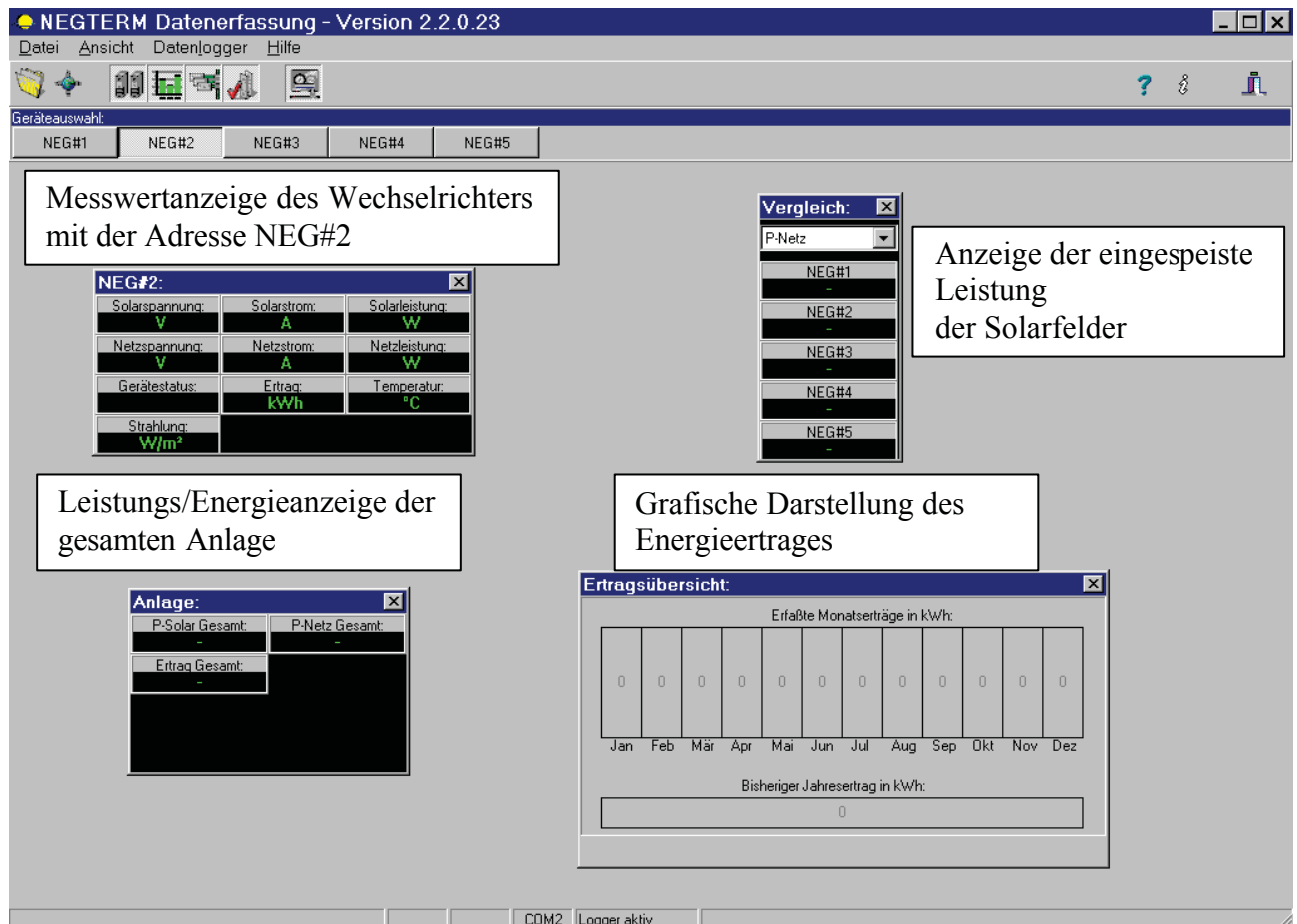 NEGTERM Datenerfassung - Version 2.2.0.23
Datei Ansicht Datenlogger Hilfe
Geräteauswahl:
NEG#1 NEG#2 NEG#3 NEG#4 NEG#5
Messwertanzeige des Wechselrichters
mit der Adresse NEG#2
NEG#2:
Solarspannung: Solarstrom: Solarleistung:
V A W
Netzspannung: Netzstrom: Netzleistung:
V A W
Gerätestatus: Ertrag: Temperatur:
kWh °C
Strahlung:
W/m²
Vergleich:
P-Netz
NEG#1
-
NEG#2
-
NEG#3
-
NEG#4
-
NEG#5
-
Anzeige der eingespeiste
Leistung
der Solarfelder
Leistungs/Energieanzeige der
gesamten Anlage
Anlage:
P-Solar Gesamt: P-Netz Gesamt:
- -
Ertrag Gesamt:
-
Grafische Darstellung des
Energieertrages
Ertragsübersicht:
Erfaßte Monatserträge in kWh:
0 0 0 0 0 0 0 0 0 0 0 0
Jan Feb Mär Apr Mai Jun Jul Aug Sep Okt Nov Dez
Bisheriger Jahresertrag in kWh:
0
COM2 Logger aktiv